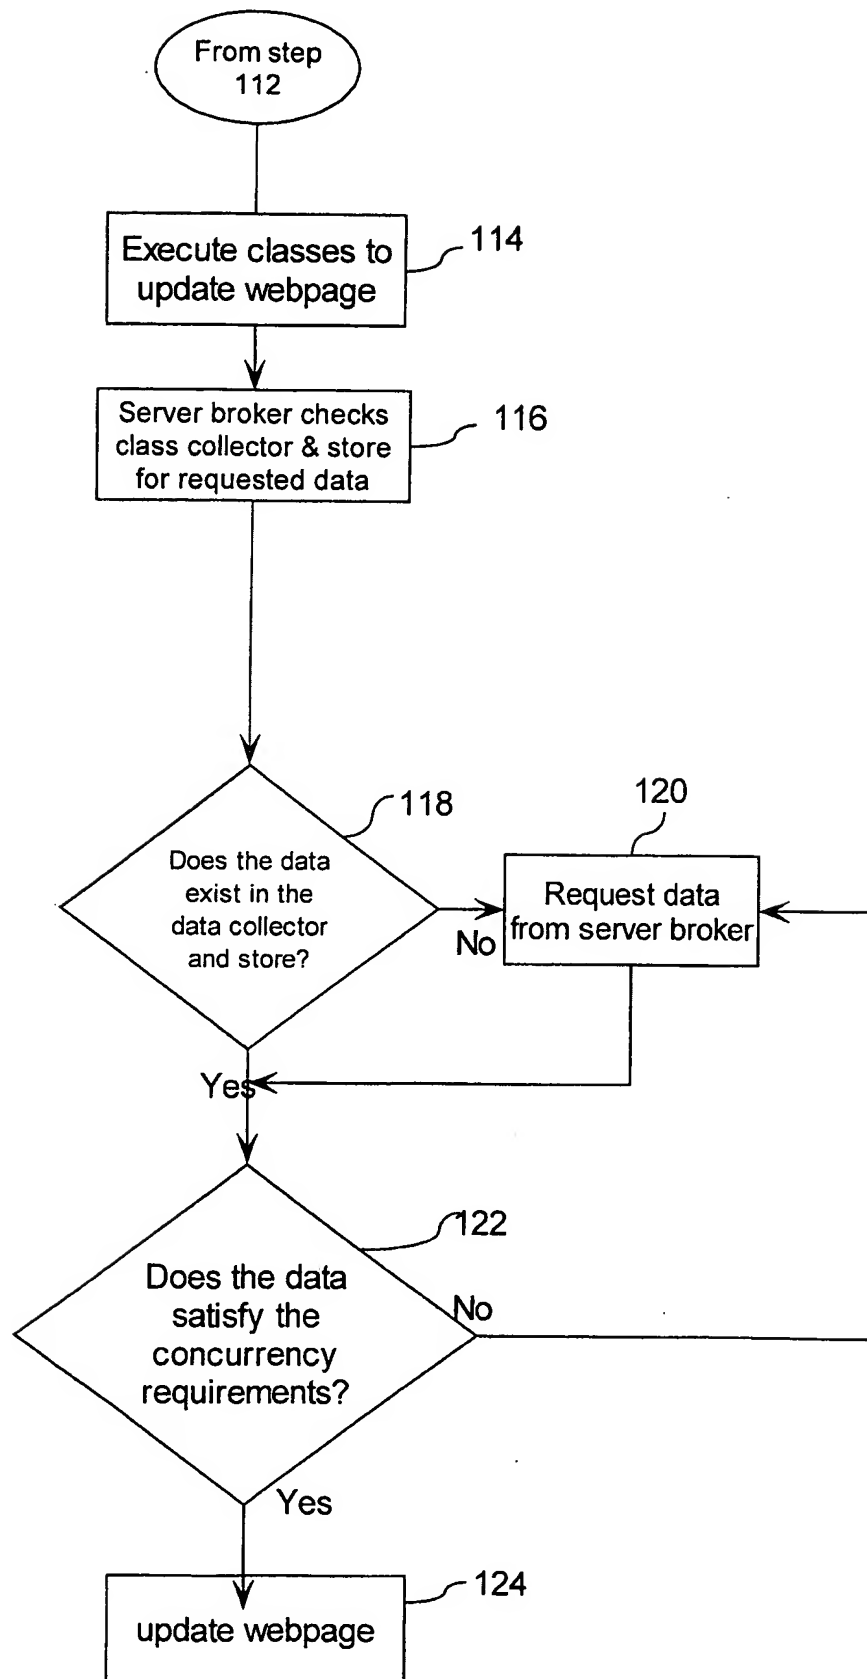 From step
112
Execute classes to
update webpage
114
Server broker checks
class collector & store
for requested data
116
Does the data
exist in the
data collector
and store?
118
No
120
Request data
from server broker
Yes
122
Does the data
satisfy the
concurrency
requirements?
No
Yes
124
update webpage